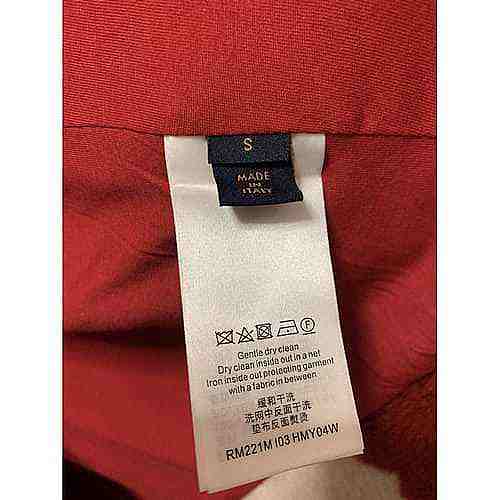 S
MADE
IN
ITALY
F
Gentle dry clean
Dry clean inside out in a net
Iron inside out protecting garment
with a fabric in between
缓和干洗
洗网中反面干洗
垫布反面熨烫
RM221M I03 HMY04W